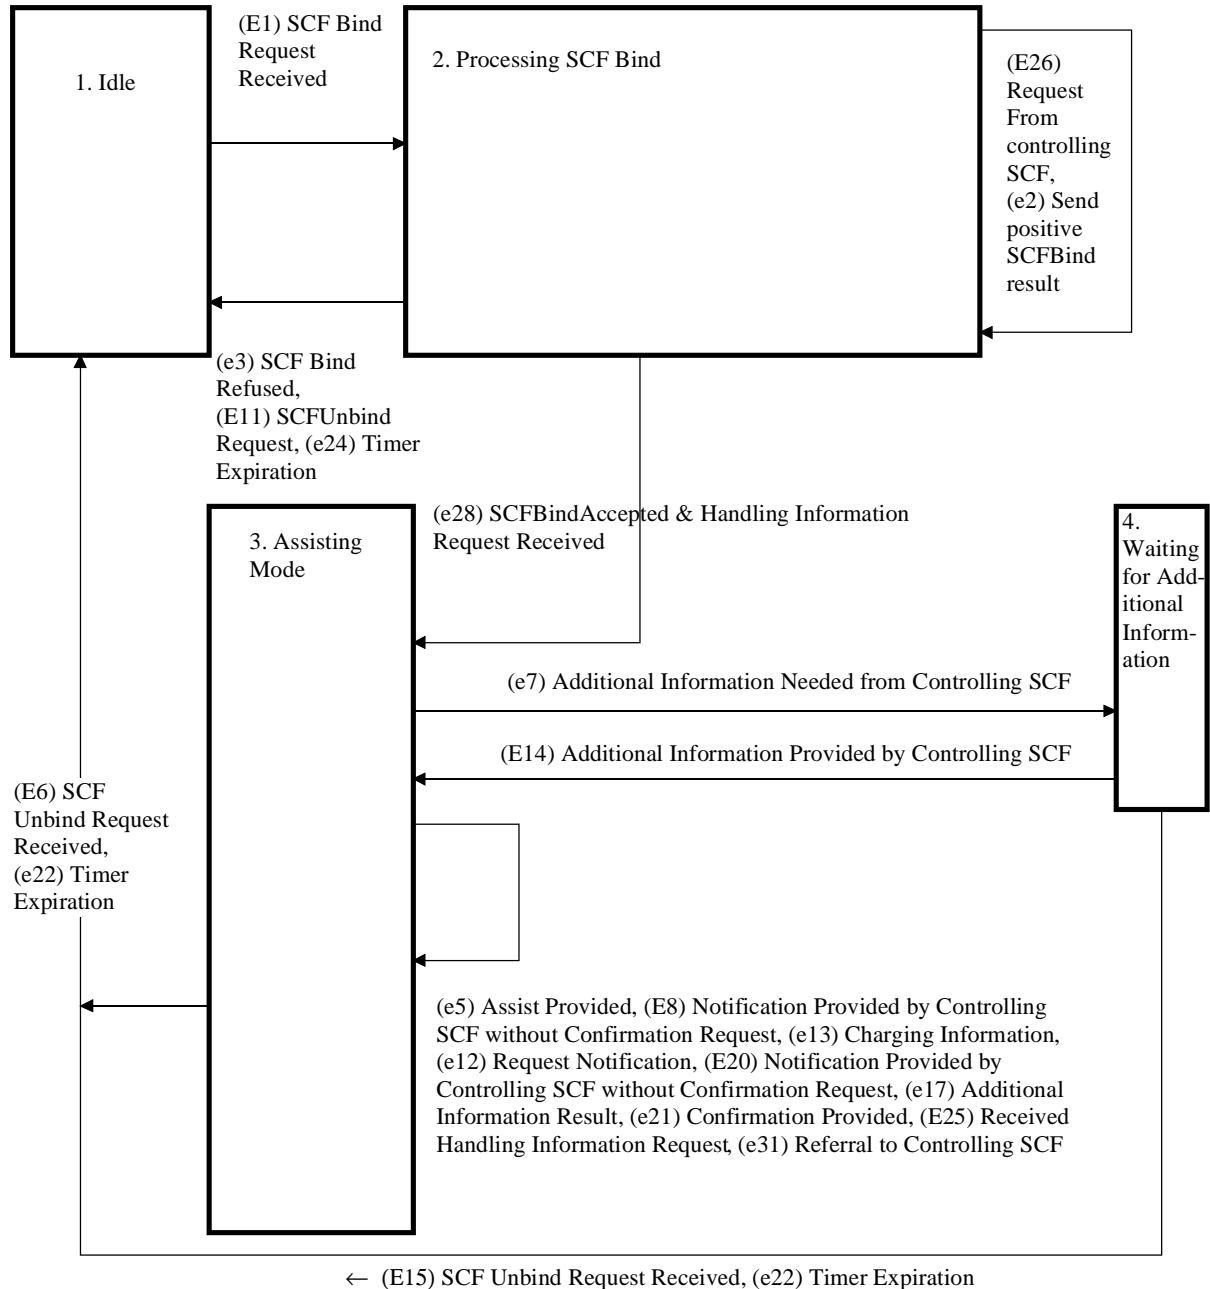 (E1) SCF Bind
Request
Received
1. Idle
2. Processing SCF Bind
(E26)
Request
From
controlling
SCF,
(e2) Send
positive
SCFBind
result
(e3) SCF Bind
Refused,
(E11) SCFUnbind
Request, (e24) Timer
Expiration
(e28) SCFBindAccepted & Handling Information
Request Received
3. Assisting
Mode
4.
Waiting
for Add-
itional
Inform-
ation
(e7) Additional Information Needed from Controlling SCF
(E14) Additional Information Provided by Controlling SCF
(E6) SCF
Unbind Request
Received,
(e22) Timer
Expiration
(e5) Assist Provided, (E8) Notification Provided by Controlling
SCF without Confirmation Request, (e13) Charging Information,
(e12) Request Notification, (E20) Notification Provided by
Controlling SCF without Confirmation Request, (e17) Additional
Information Result, (e21) Confirmation Provided, (E25) Received
Handling Information Request, (e31) Referral to Controlling SCF
← (E15) SCF Unbind Request Received, (e22) Timer Expiration